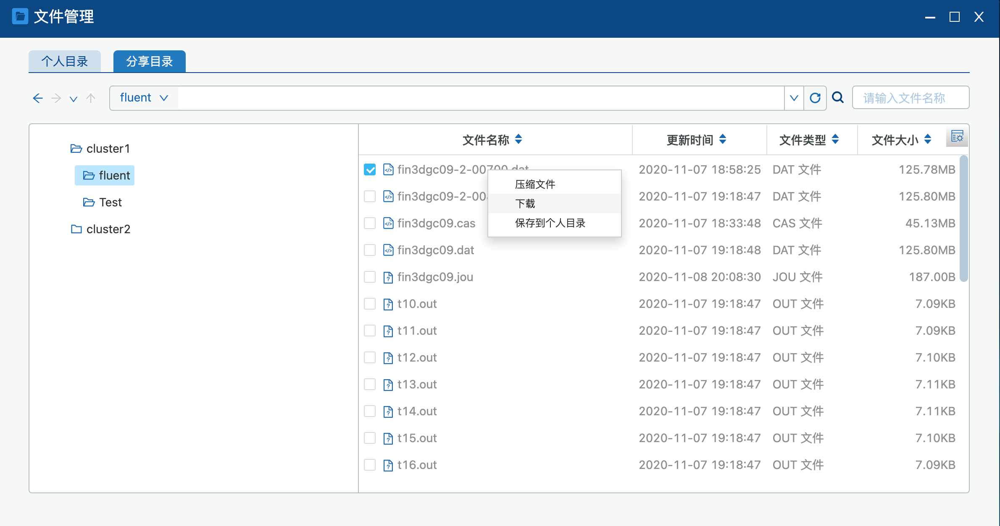 文件管理
个人目录 分享目录
fluent 请输入文件名称
cluster1
fluent
Test
cluster2
文件名称 更新时间 文件类型 文件大小
fin3dgc09-2-00700.dat 2020-11-07 18:58:25 DAT 文件 125.78MB
fin3dgc09-2-00 2020-11-07 19:18:47 DAT 文件 125.80MB
fin3dgc09.cas 2020-11-07 18:33:48 CAS 文件 45.13MB
fin3dgc09.dat 2020-11-07 19:18:48 DAT 文件 125.80MB
fin3dgc09.jou 2020-11-08 20:08:30 JOU 文件 187.00B
t10.out 2020-11-07 19:18:47 OUT 文件 7.09KB
t11.out 2020-11-07 19:18:47 OUT 文件 7.09KB
t12.out 2020-11-07 19:18:47 OUT 文件 7.10KB
t13.out 2020-11-07 19:18:47 OUT 文件 7.11KB
t14.out 2020-11-07 19:18:47 OUT 文件 7.11KB
t15.out 2020-11-07 19:18:47 OUT 文件 7.10KB
t16.out 2020-11-07 19:18:47 OUT 文件 7.09KB
压缩文件
下载
保存到个人目录